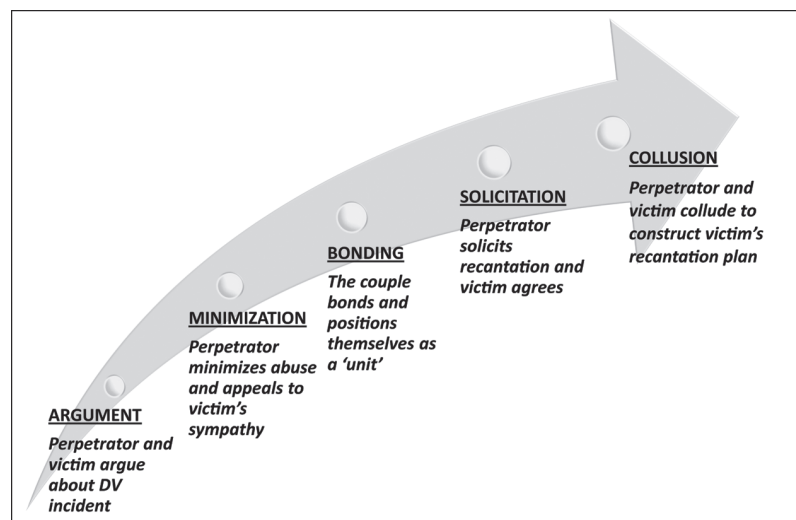 ARGUMENT
Perpetrator and
victim argue
about DV
incident
MINIMIZATION
Perpetrator
minimizes abuse
and appeals to
victim’s
sympathy
BONDING
The couple
bonds and
positions
themselves as
a ‘unit’
SOLICITATION
Perpetrator
solicits
recantation and
victim agrees
COLLUSION
Perpetrator and
victim collude to
construct victim’s
recantation plan